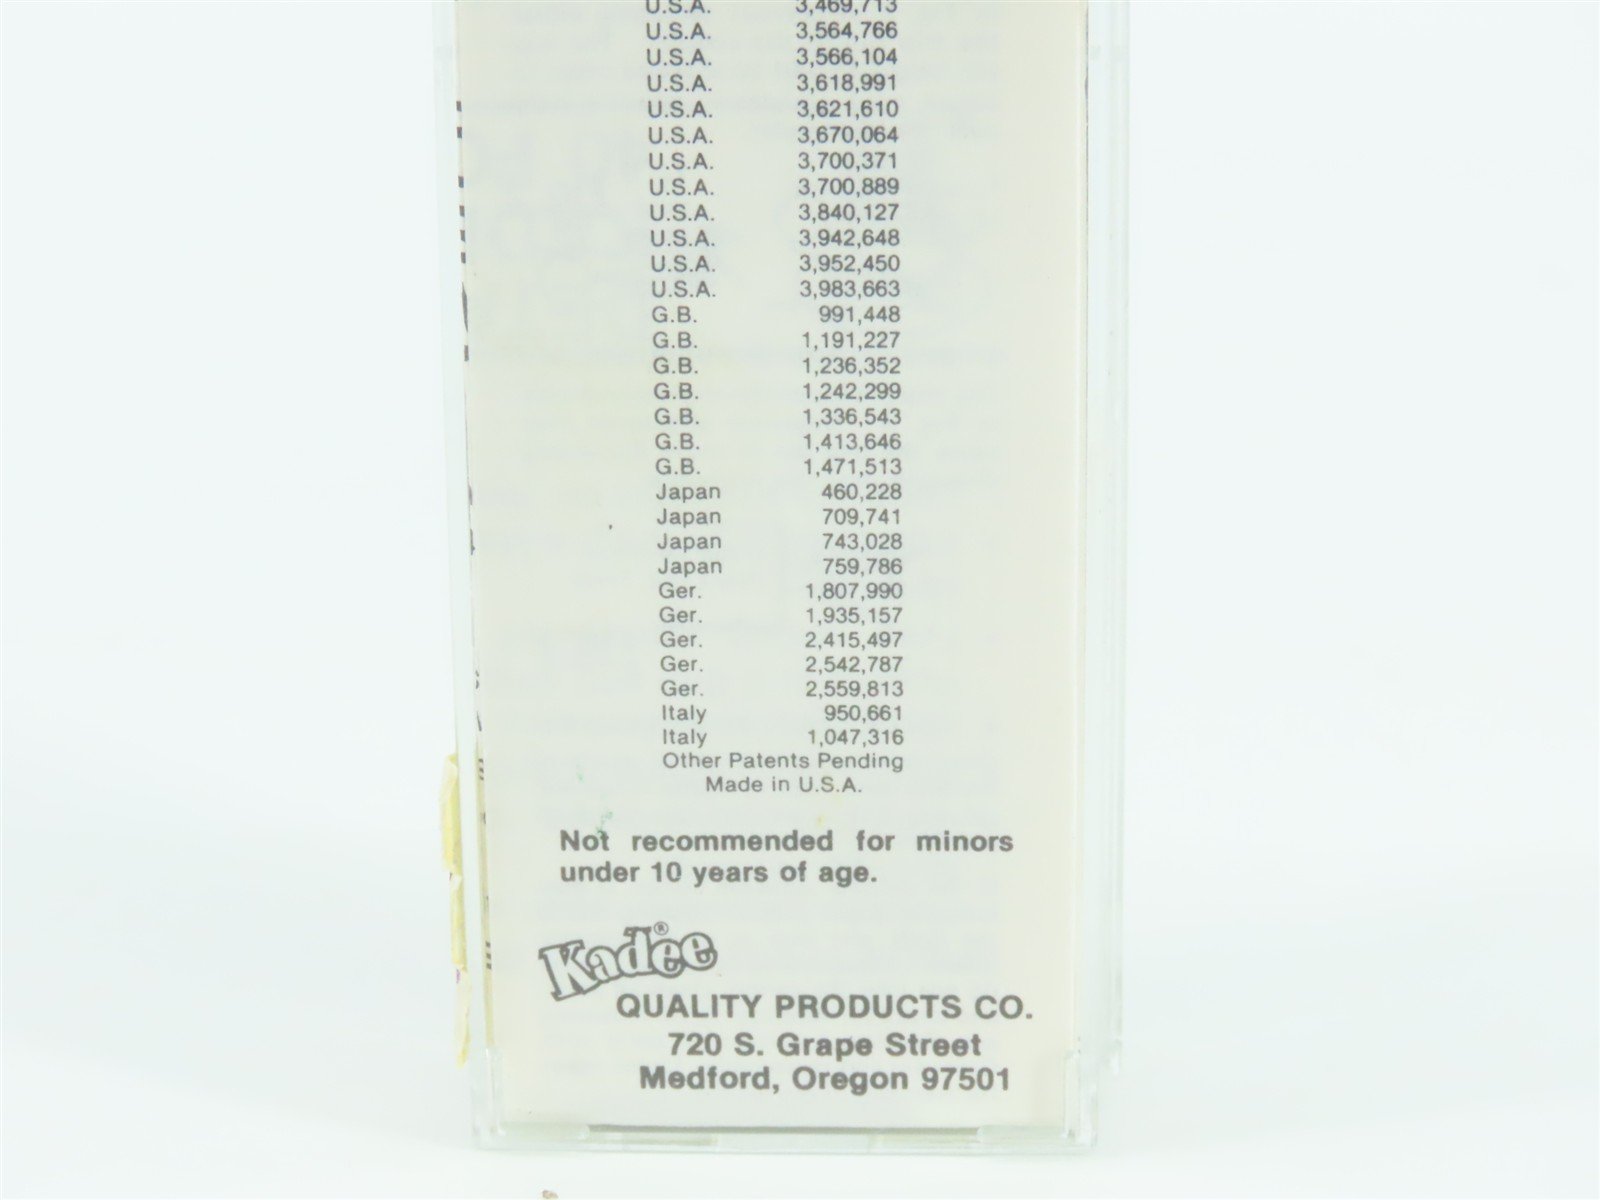 U.S.A. 3,469,713
U.S.A. 3,564,766
U.S.A. 3,566,104
U.S.A. 3,618,991
U.S.A. 3,621,610
U.S.A. 3,670,064
U.S.A. 3,700,371
U.S.A. 3,700,889
U.S.A. 3,840,127
U.S.A. 3,942,648
U.S.A. 3,952,450
U.S.A. 3,983,663
G.B. 991,448
G.B. 1,191,227
G.B. 1,236,352
G.B. 1,242,299
G.B. 1,336,543
G.B. 1,413,646
G.B. 1,471,513
Japan 460,228
Japan 709,741
Japan 743,028
Japan 759,786
Ger. 1,807,990
Ger. 1,935,157
Ger. 2,415,497
Ger. 2,542,787
Ger. 2,559,813
Italy 950,661
Italy 1,047,316
Other Patents Pending
Made in U.S.A.
Not recommended for minors
under 10 years of age.
Kadee®
QUALITY PRODUCTS CO.
720 S. Grape Street
Medford, Oregon 97501